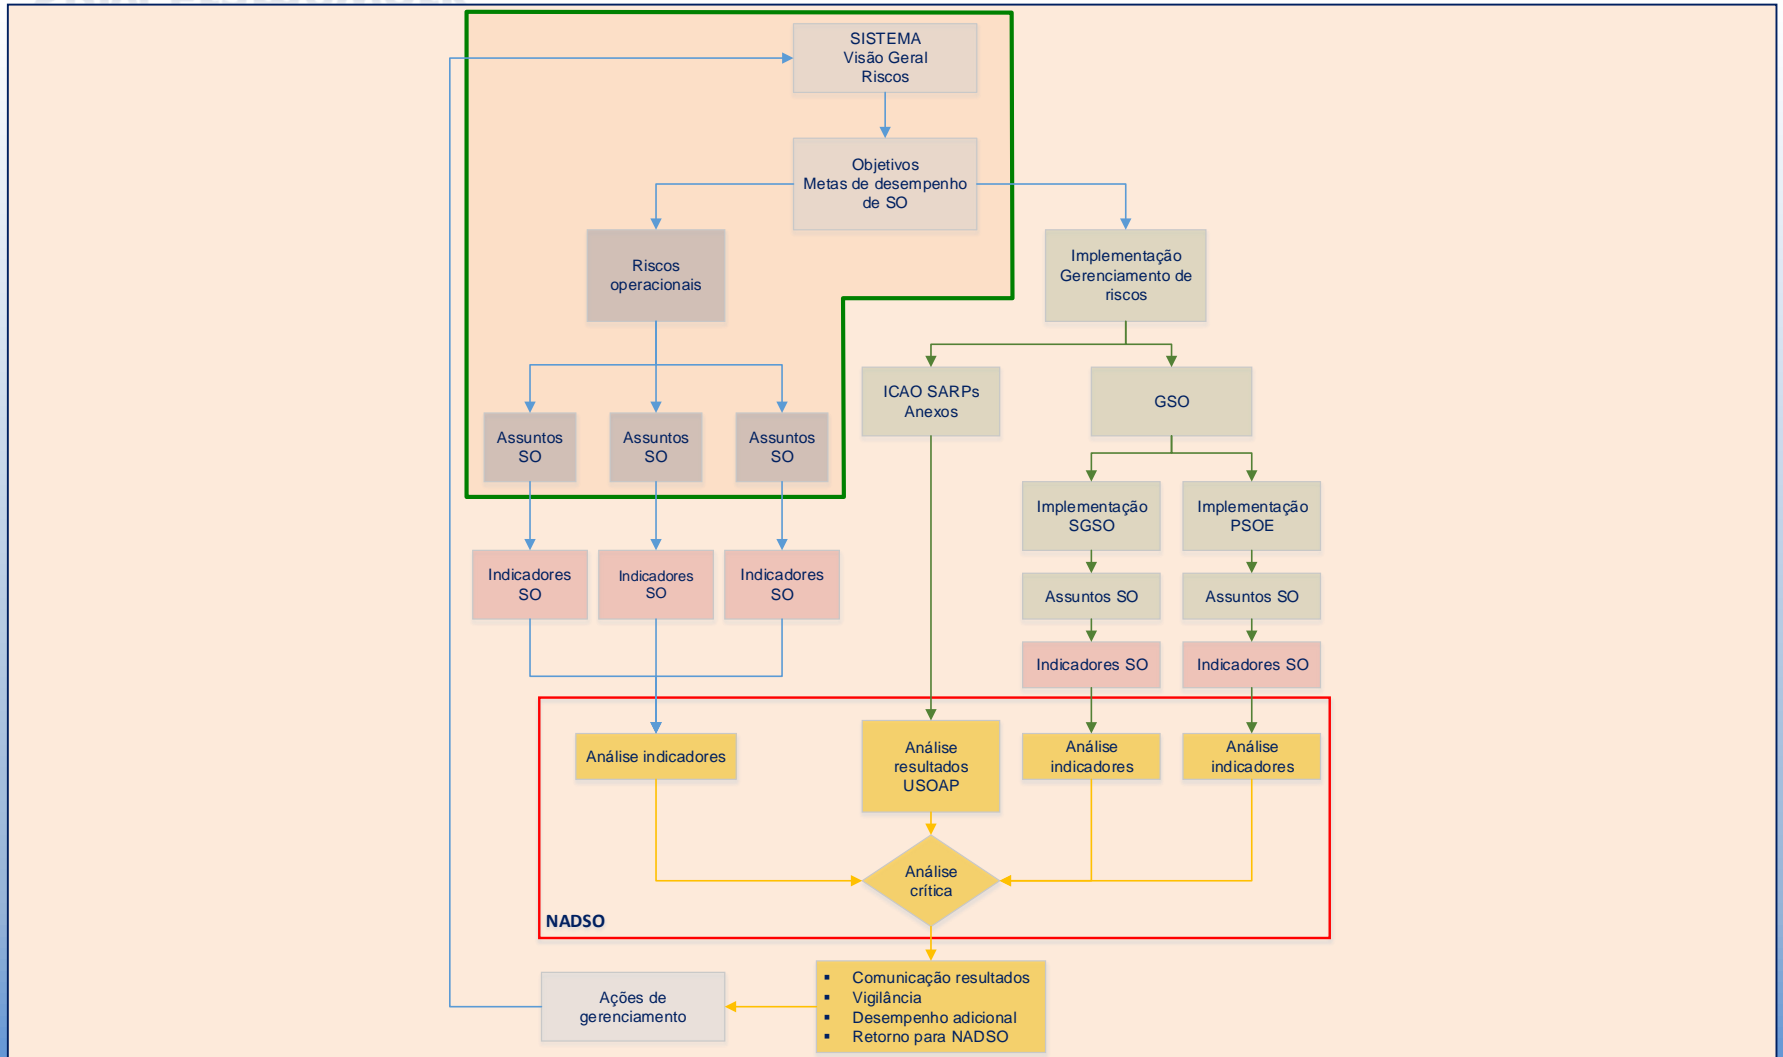 SISTEMA
Visão Geral
Riscos
Objetivos
Metas de desempenho
de SO
Riscos
operacionais
Implementação
Gerenciamento de
riscos
ICAO SARPs
Anexos
GSO
Assuntos
SO
Assuntos
SO
Assuntos
SO
Implementação
SGSO
Implementação
PSOE
Indicadores
SO
Indicadores
SO
Indicadores
SO
Assuntos SO
Assuntos SO
Indicadores SO
Indicadores SO
Análise indicadores
Análise
resultados
USOAP
Análise
indicadores
Análise
indicadores
Análise
crítica
NADSO
Ações de
gerenciamento
▪ Comunicação resultados
▪ Vigilância
▪ Desempenho adicional
▪ Retorno para NADSO